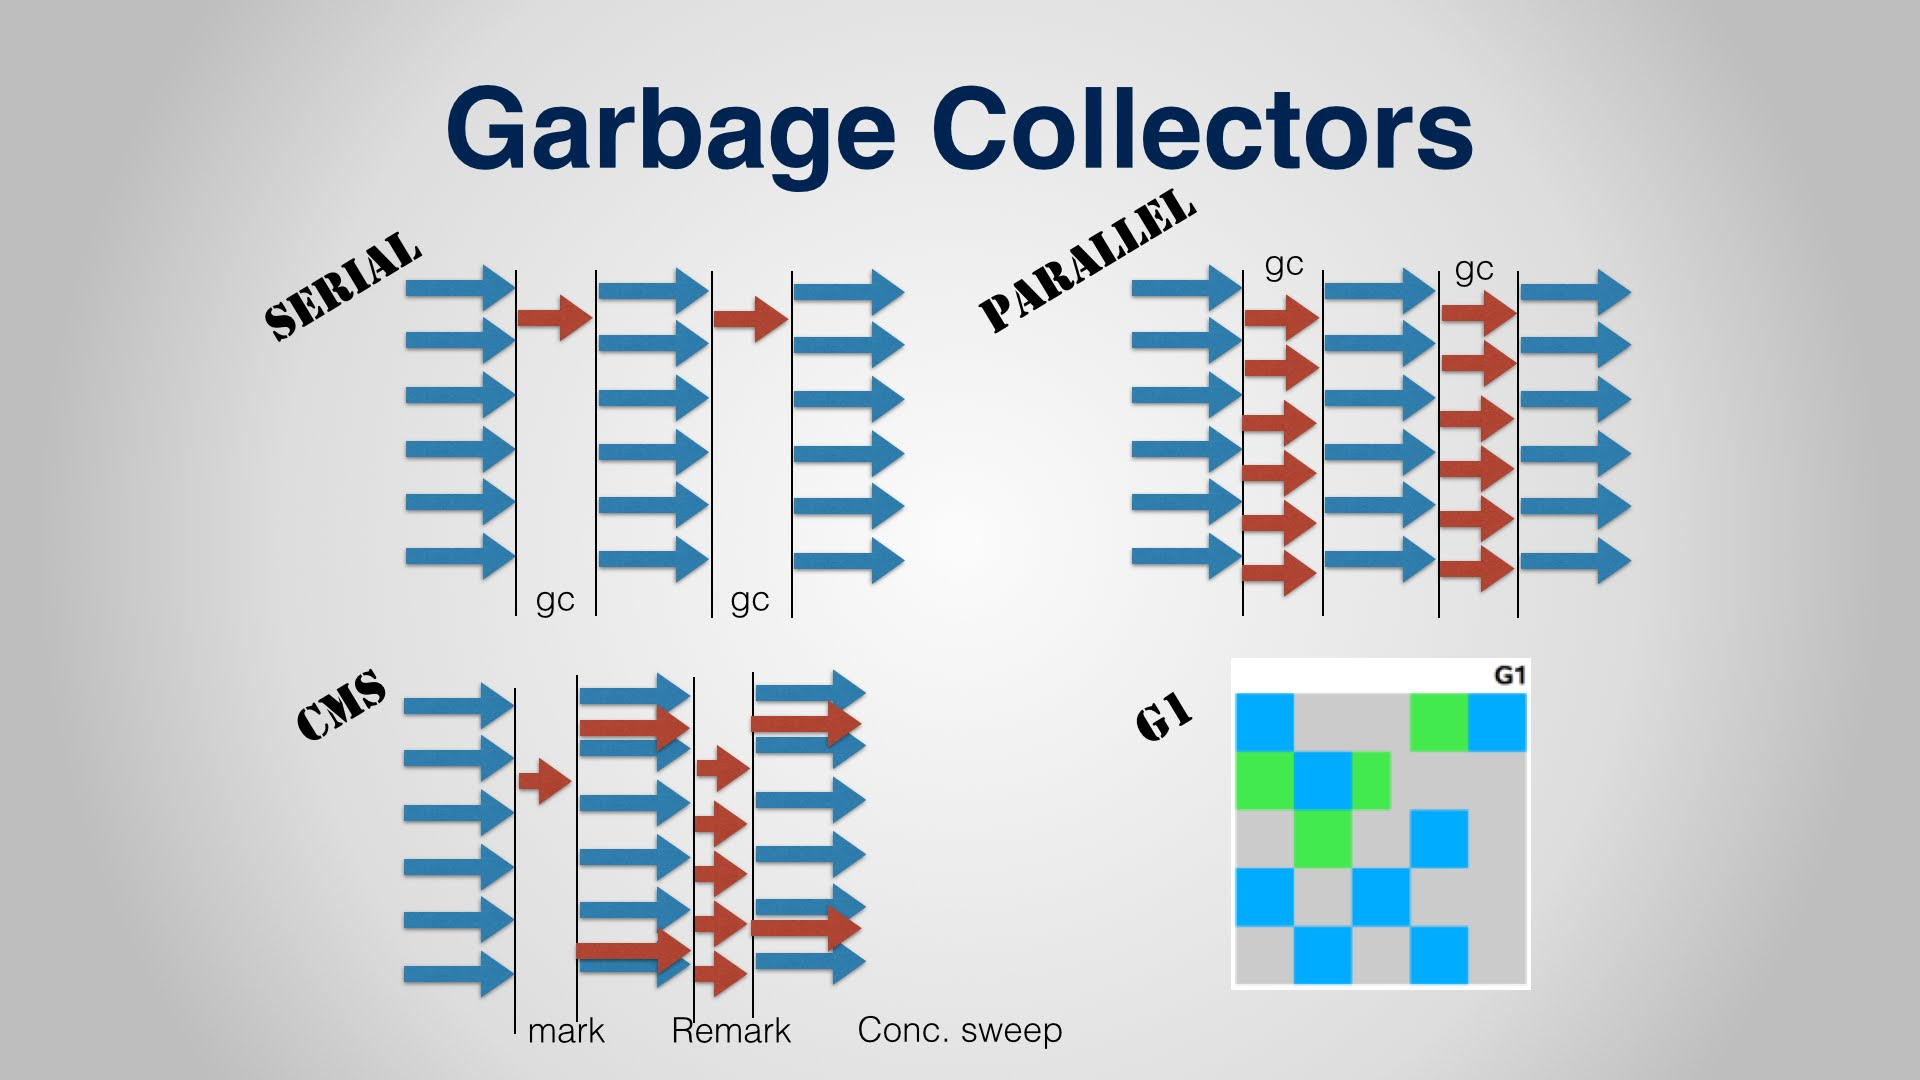 Garbage Collectors
SERIAL
gc
gc
PARALLEL
gc
gc
CMS
mark
Remark
Conc. sweep
G1
G1